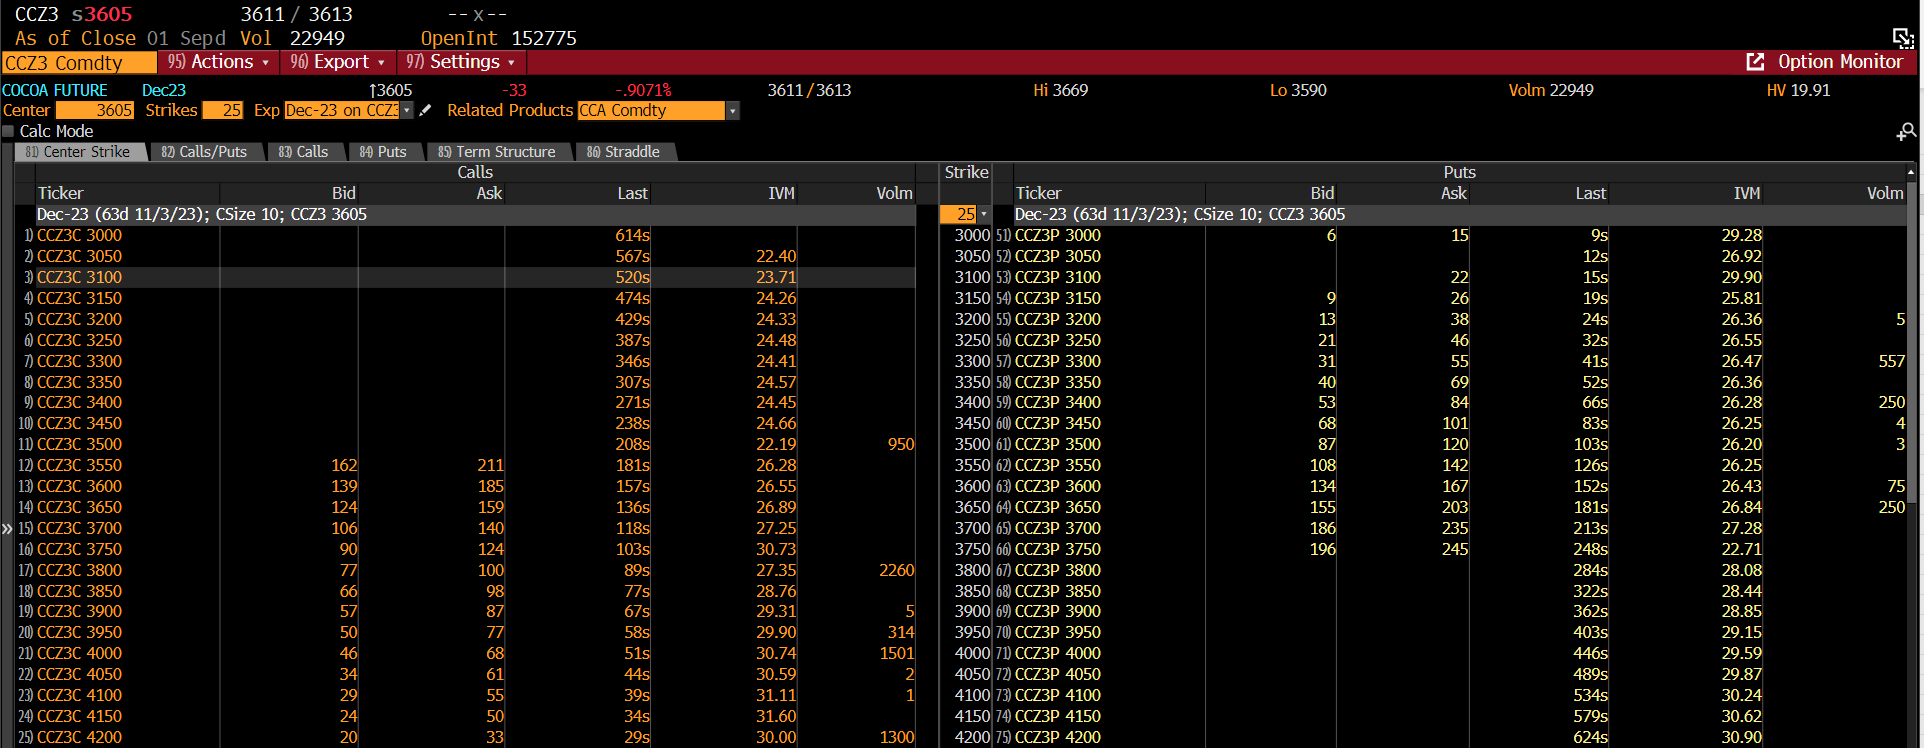 CCZ3 s3605 3611 / 3613 -- x --
As of Close 01 Sepd Vol 22949 OpenInt 152775
CCZ3 Comdty 95) Actions 96) Export 97) Settings Option Monitor
COCOA FUTURE Dec23 ↑3605 -33 -.9071% 3611 / 3613 Hi 3669 Lo 3590 Volm 22949 HV 19.91
Center 3605 Strikes 25 Exp Dec-23 on CCZ3 Related Products CCA Comdty
Calc Mode
81) Center Strike 82) Calls/Puts 83) Calls 84) Puts 85) Term Structure 86) Straddle
Calls Strike Puts
Ticker Bid Ask Last IVM Volm Ticker Bid Ask Last IVM Volm
Dec-23 (63d 11/3/23); CSize 10; CCZ3 3605 25 Dec-23 (63d 11/3/23); CSize 10; CCZ3 3605
1) CCZ3C 3000 614s 3000 51) CCZ3P 3000 6 15 9s 29.28
2) CCZ3C 3050 567s 22.40 3050 52) CCZ3P 3050 12s 26.92
3) CCZ3C 3100 520s 23.71 3100 53) CCZ3P 3100 22 15s 29.90
4) CCZ3C 3150 474s 24.26 3150 54) CCZ3P 3150 9 26 19s 25.81
5) CCZ3C 3200 429s 24.33 3200 55) CCZ3P 3200 13 38 24s 26.36 5
6) CCZ3C 3250 387s 24.48 3250 56) CCZ3P 3250 21 46 32s 26.55
7) CCZ3C 3300 346s 24.41 3300 57) CCZ3P 3300 31 55 41s 26.47 557
8) CCZ3C 3350 307s 24.57 3350 58) CCZ3P 3350 40 69 52s 26.36
9) CCZ3C 3400 271s 24.45 3400 59) CCZ3P 3400 53 84 66s 26.28 250
10) CCZ3C 3450 238s 24.66 3450 60) CCZ3P 3450 68 101 83s 26.25 4
11) CCZ3C 3500 208s 22.19 950 3500 61) CCZ3P 3500 87 120 103s 26.20 3
12) CCZ3C 3550 162 211 181s 26.28 3550 62) CCZ3P 3550 108 142 126s 26.25
13) CCZ3C 3600 139 185 157s 26.55 3600 63) CCZ3P 3600 134 167 152s 26.43 75
14) CCZ3C 3650 124 159 136s 26.89 3650 64) CCZ3P 3650 155 203 181s 26.84 250
15) CCZ3C 3700 106 140 118s 27.25 3700 65) CCZ3P 3700 186 235 213s 27.28
16) CCZ3C 3750 90 124 103s 30.73 3750 66) CCZ3P 3750 196 245 248s 22.71
17) CCZ3C 3800 77 100 89s 27.35 2260 3800 67) CCZ3P 3800 284s 28.08
18) CCZ3C 3850 66 98 77s 28.76 3850 68) CCZ3P 3850 322s 28.44
19) CCZ3C 3900 57 87 67s 29.31 5 3900 69) CCZ3P 3900 362s 28.85
20) CCZ3C 3950 50 77 58s 29.90 314 3950 70) CCZ3P 3950 403s 29.15
21) CCZ3C 4000 46 68 51s 30.74 1501 4000 71) CCZ3P 4000 446s 29.59
22) CCZ3C 4050 34 61 44s 30.59 2 4050 72) CCZ3P 4050 489s 29.87
23) CCZ3C 4100 29 55 39s 31.11 1 4100 73) CCZ3P 4100 534s 30.24
24) CCZ3C 4150 24 50 34s 31.60 4150 74) CCZ3P 4150 579s 30.62
25) CCZ3C 4200 20 33 29s 30.00 1300 4200 75) CCZ3P 4200 624s 30.90